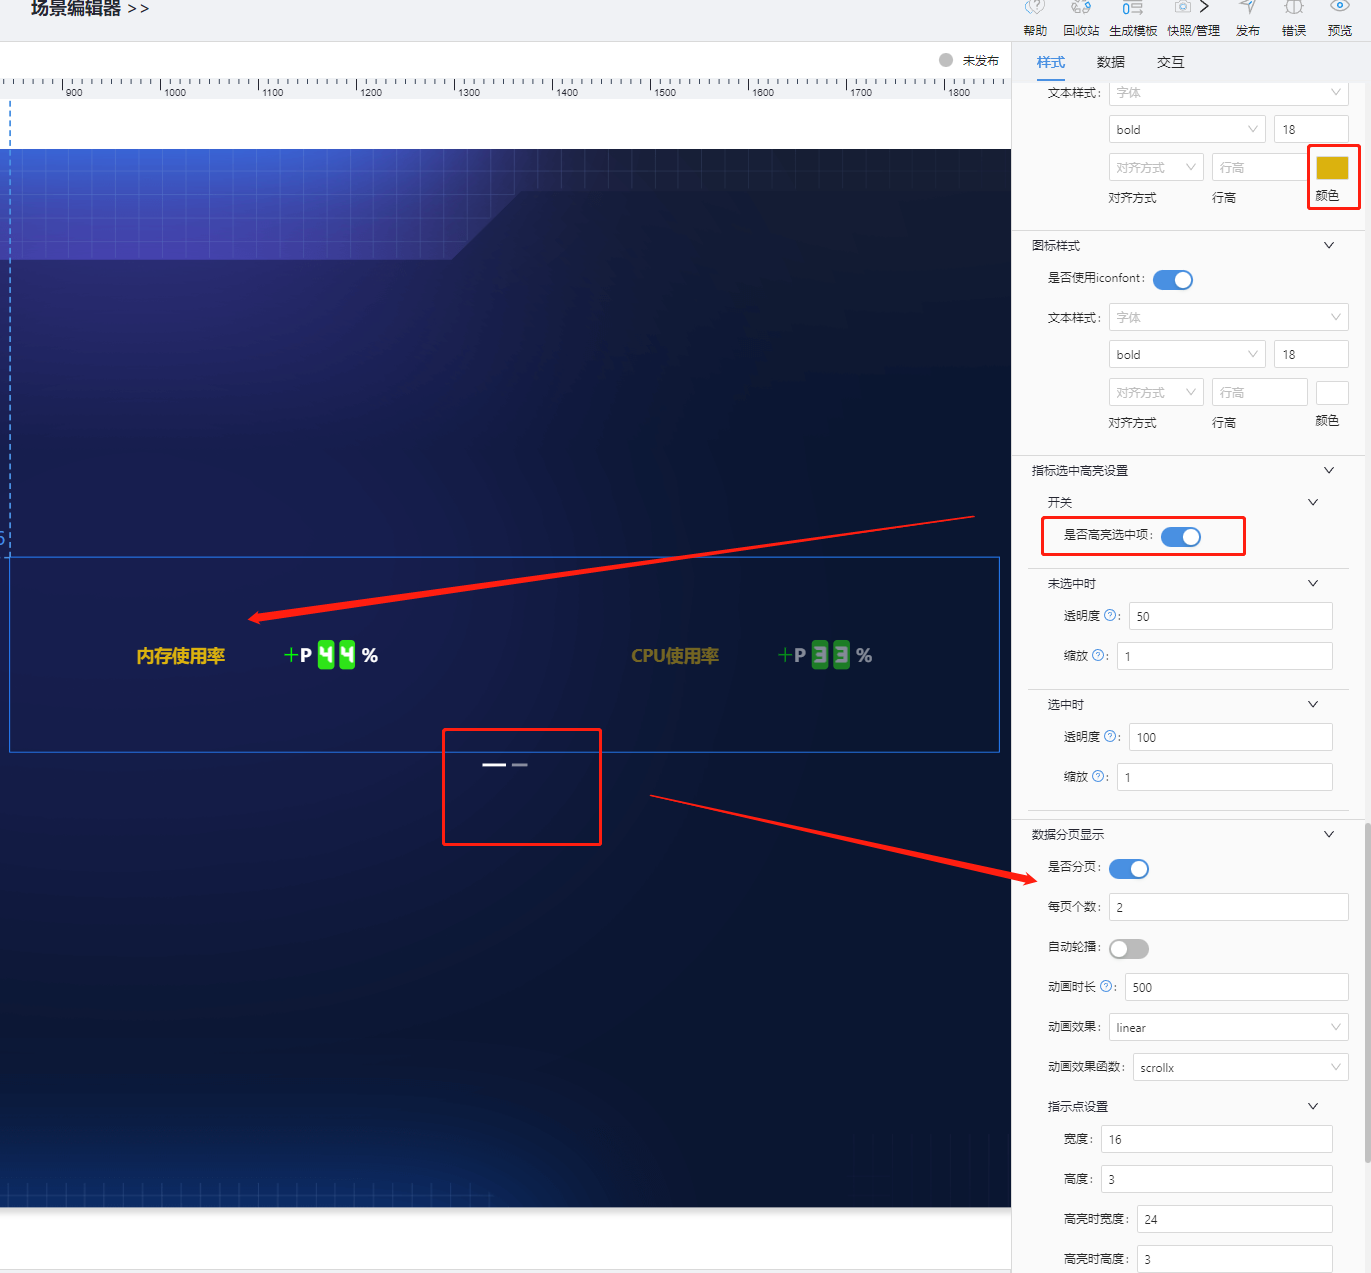 场景编辑器 >>
帮助 回收站 生成模板 快照/管理 发布 错误 预览
未发布
样式 数据 交互
900 1000 1100 1200 1300 1400 1500 1600 1700 1800
文本样式： 字体
bold 18
对齐方式 行高
对齐方式 行高 颜色
图标样式
是否使用iconfont：
文本样式： 字体
bold 18
对齐方式 行高
对齐方式 行高 颜色
指标选中高亮设置
开关
是否高亮选中项：
未选中时
透明度 ?： 50
缩放 ?： 1
选中时
透明度 ?： 100
缩放 ?： 1
内存使用率 +P 44 %
CPU使用率 +P 33 %
数据分页显示
是否分页：
每页个数： 2
自动轮播：
动画时长 ?： 500
动画效果： linear
动画效果函数： scrollx
指示点设置
宽度： 16
高度： 3
高亮时宽度： 24
高亮时高度： 3